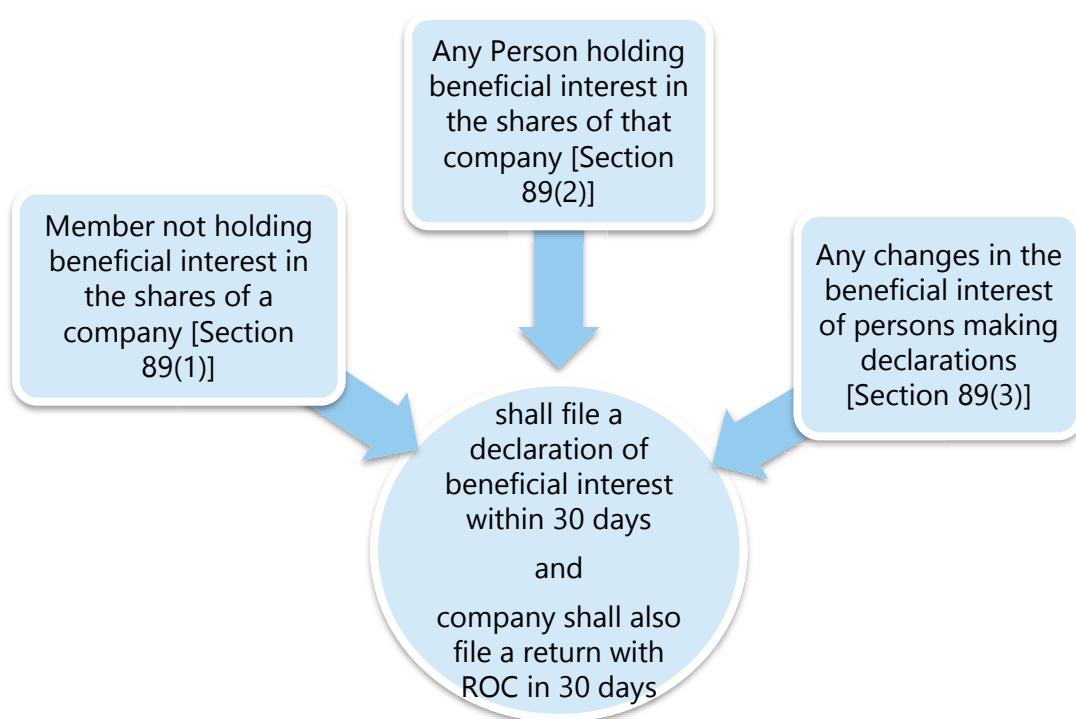 Any Person holding
beneficial interest in
the shares of that
company [Section
89(2)]
Member not holding
beneficial interest in
the shares of a
company [Section
89(1)]
Any changes in the
beneficial interest
of persons making
declarations
[Section 89(3)]
shall file a
declaration of
beneficial interest
within 30 days
and
company shall also
file a return with
ROC in 30 days